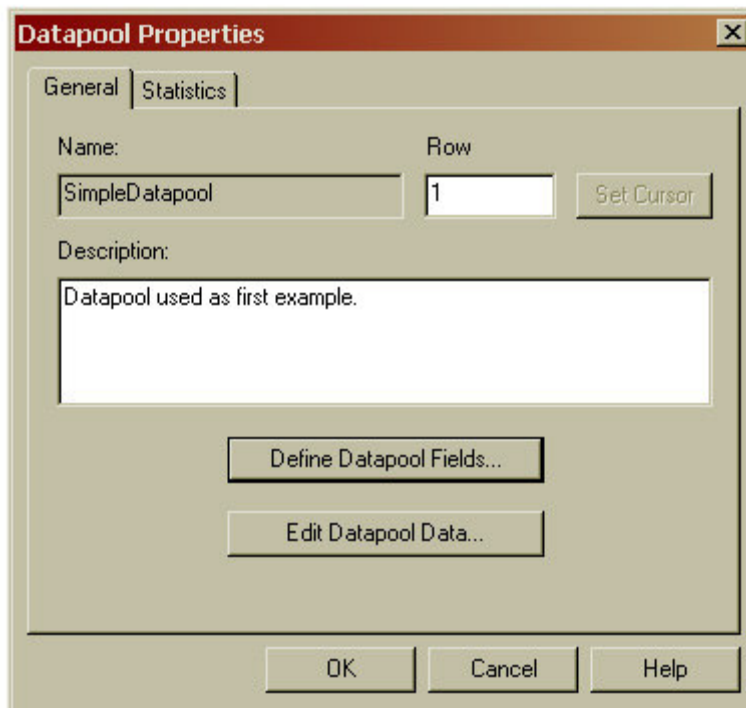 Datapool Properties
General Statistics
Name: Row
SimpleDatapool 1 Set Cursor
Description:
Datapool used as first example.
Define Datapool Fields...
Edit Datapool Data...
OK Cancel Help